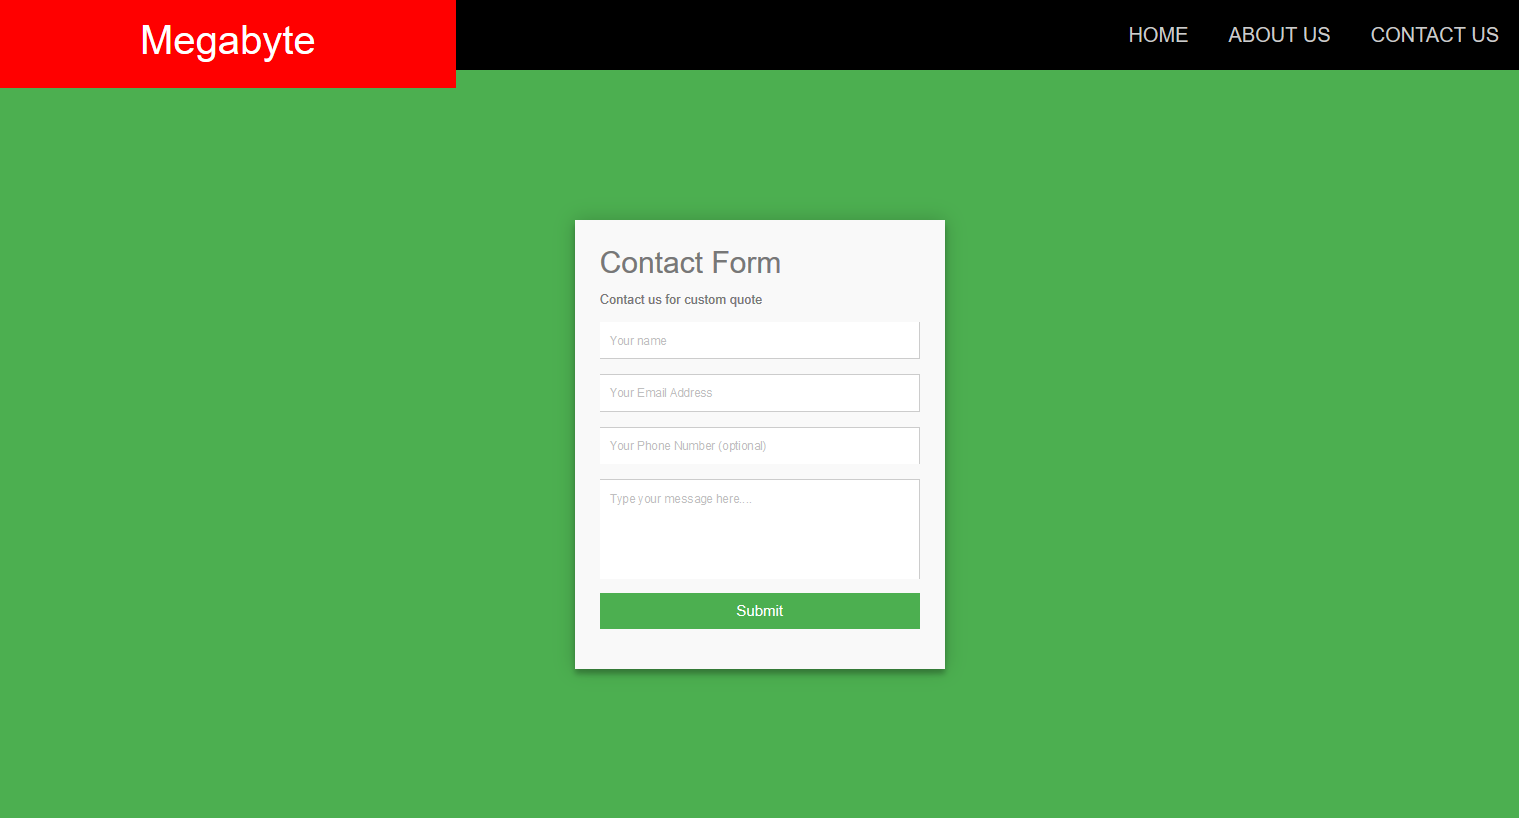 Megabyte
HOME ABOUT US CONTACT US
Contact Form
Contact us for custom quote
Your name
Your Email Address
Your Phone Number (optional)
Type your message here....
Submit